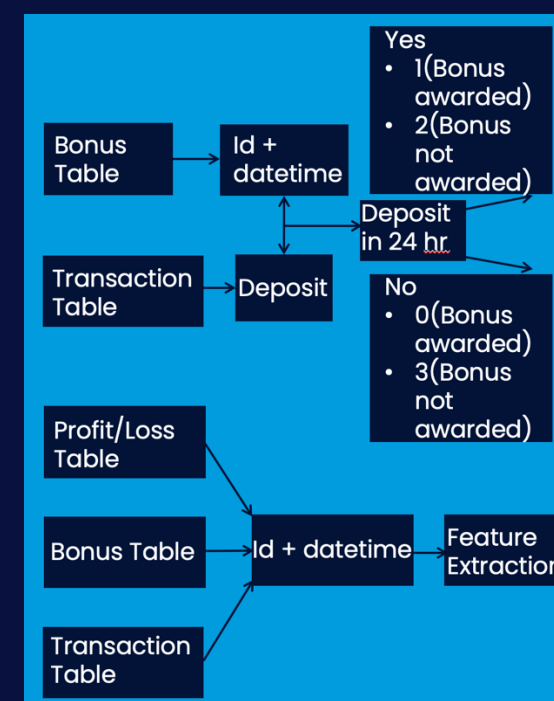 Yes
• 1(Bonus
awarded)
• 2(Bonus
not
awarded)
Bonus
Table
Id +
datetime
Deposit
in 24 hr
Transaction
Table
Deposit
No
• 0(Bonus
awarded)
• 3(Bonus
not
awarded)
Profit/Loss
Table
Bonus Table
Id + datetime
Feature
Extraction
Transaction
Table